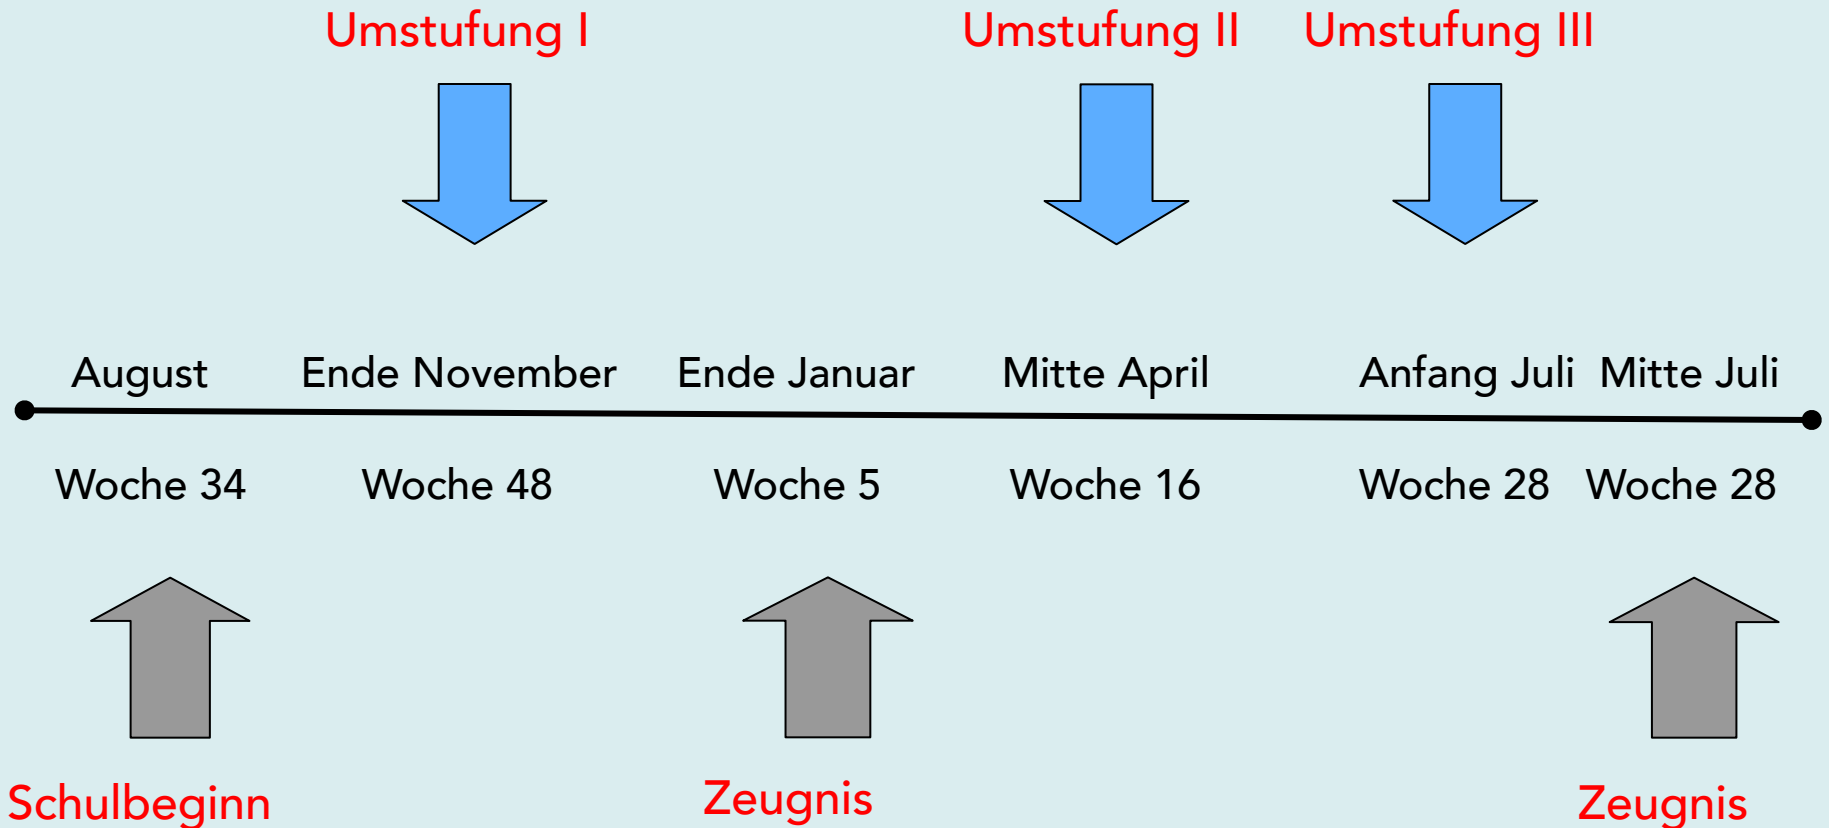 Umstufung I Umstufung II Umstufung III
August Ende November Ende Januar Mitte April Anfang Juli Mitte Juli
Woche 34 Woche 48 Woche 5 Woche 16 Woche 28 Woche 28
Schulbeginn Zeugnis Zeugnis